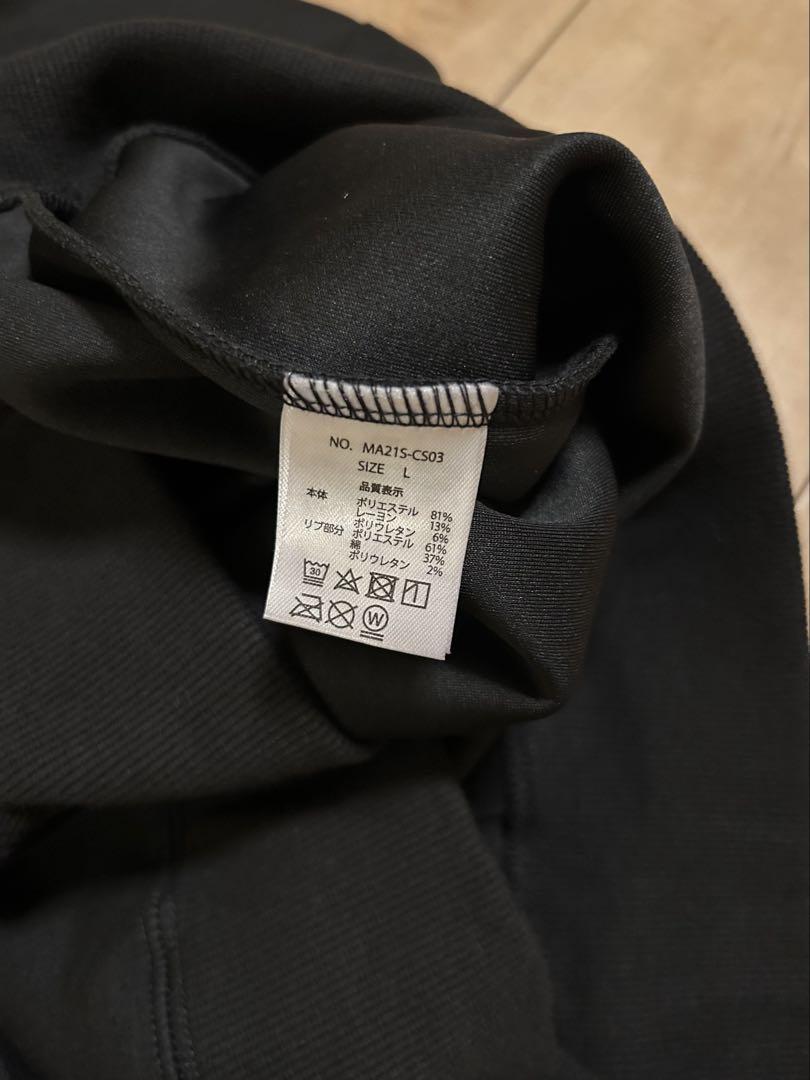 NO. MA21S-CS03
SIZE L
品質表示
本体 ポリエステル 81%
レーヨン 13%
ポリウレタン 6%
リブ部分 ポリエステル 61%
綿 37%
ポリウレタン 2%
30
W